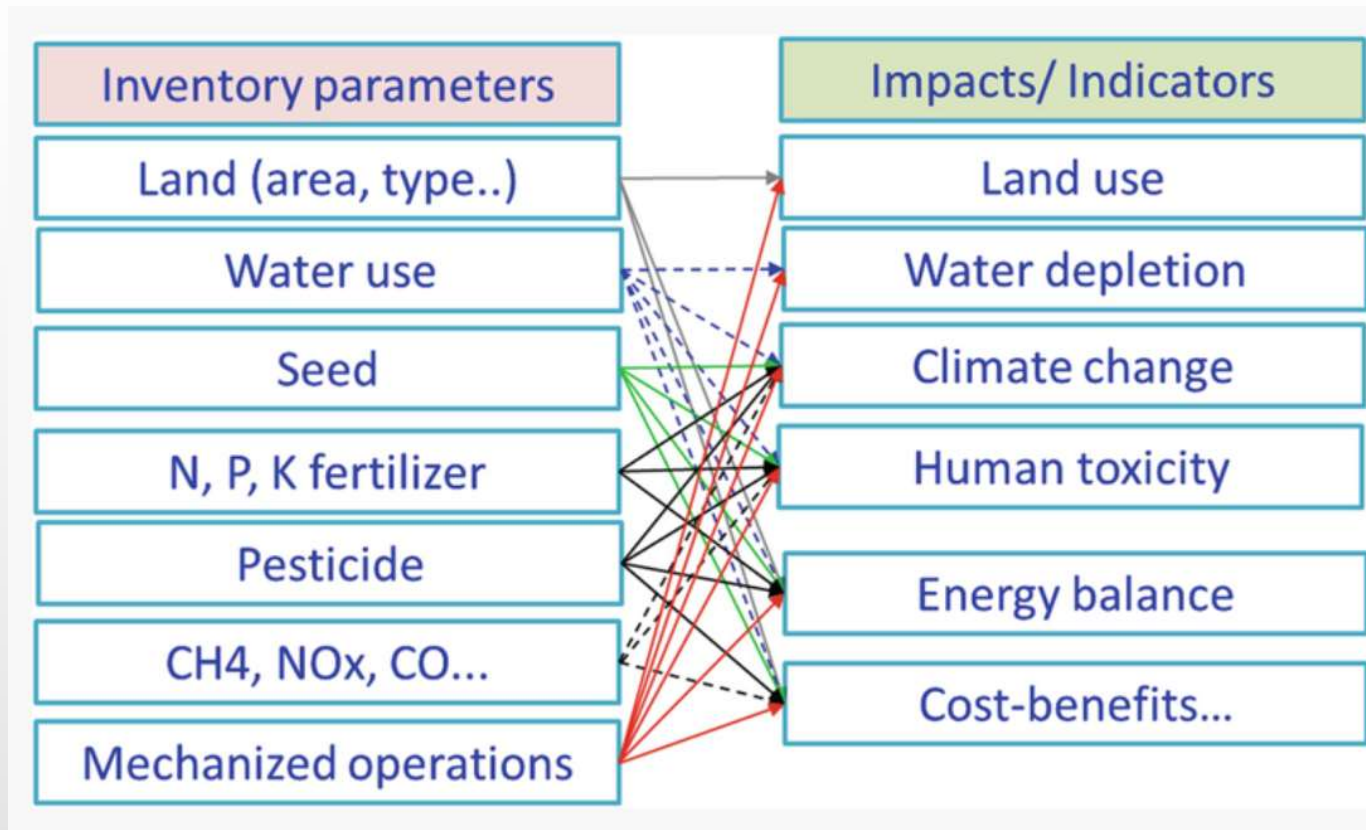 Inventory parameters
Land (area, type..)
Water use
Seed
N, P, K fertilizer
Pesticide
CH4, NOx, CO...
Mechanized operations
Impacts/ Indicators
Land use
Water depletion
Climate change
Human toxicity
Energy balance
Cost-benefits...